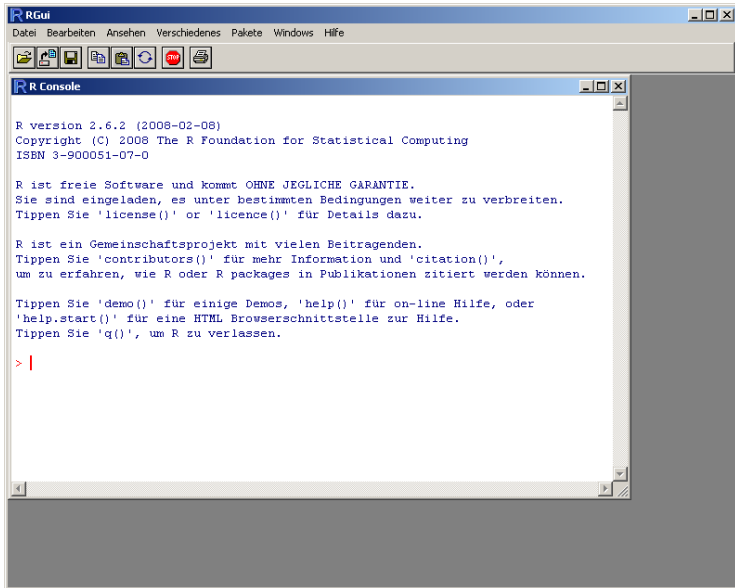 RGui
Datei Bearbeiten Ansehen Verschiedenes Pakete Windows Hilfe
STOP
R Console
R version 2.6.2 (2008-02-08)
Copyright (C) 2008 The R Foundation for Statistical Computing
ISBN 3-900051-07-0
R ist freie Software und kommt OHNE JEGLICHE GARANTIE.
Sie sind eingeladen, es unter bestimmten Bedingungen weiter zu verbreiten.
Tippen Sie 'license()' or 'licence()' für Details dazu.
R ist ein Gemeinschaftsprojekt mit vielen Beitragenden.
Tippen Sie 'contributors()' für mehr Information und 'citation()',
um zu erfahren, wie R oder R packages in Publikationen zitiert werden können.
Tippen Sie 'demo()' für einige Demos, 'help()' für on-line Hilfe, oder
'help.start()' für eine HTML Browserschnittstelle zur Hilfe.
Tippen Sie 'q()', um R zu verlassen.
>